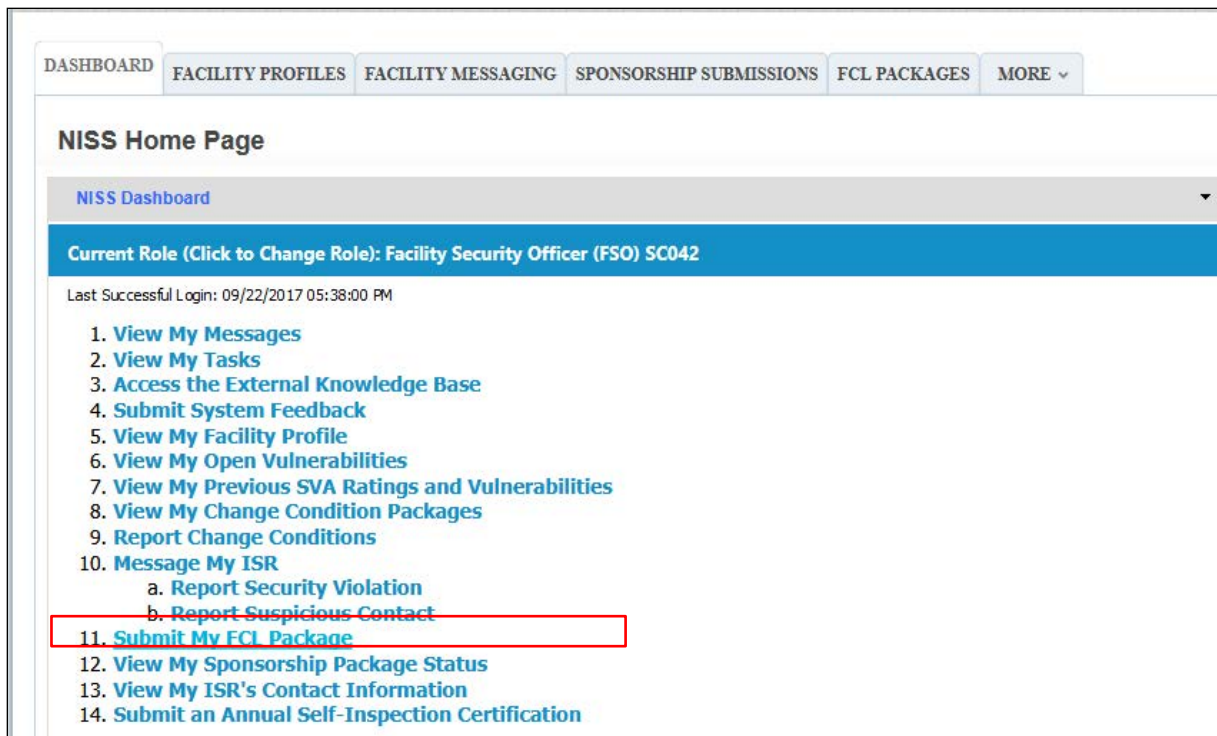 DASHBOARD FACILITY PROFILES FACILITY MESSAGING SPONSORSHIP SUBMISSIONS FCL PACKAGES MORE
NISS Home Page
NISS Dashboard
Current Role (Click to Change Role): Facility Security Officer (FSO) SC042
Last Successful Login: 09/22/2017 05:38:00 PM
1. View My Messages
2. View My Tasks
3. Access the External Knowledge Base
4. Submit System Feedback
5. View My Facility Profile
6. View My Open Vulnerabilities
7. View My Previous SVA Ratings and Vulnerabilities
8. View My Change Condition Packages
9. Report Change Conditions
10. Message My ISR
a. Report Security Violation
b. Report Suspicious Contact
11. Submit My FCL Package
12. View My Sponsorship Package Status
13. View My ISR's Contact Information
14. Submit an Annual Self-Inspection Certification